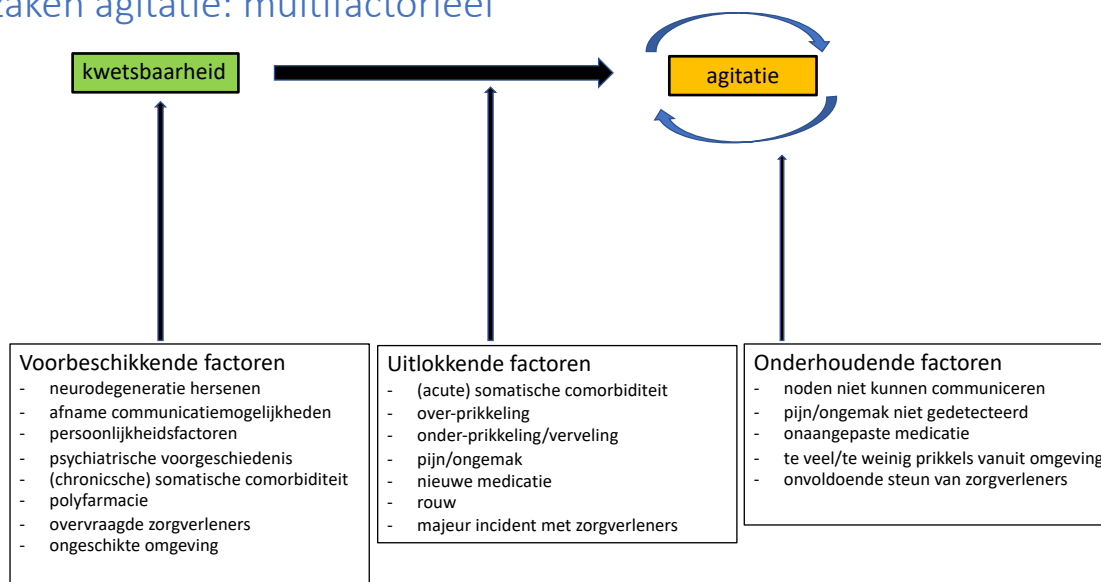 zaken agitatie: multifactorieel
kwetsbaarheid
agitatie
Voorbeschikkende factoren
- neurodegeneratie hersenen
- afname communicatiemogelijkheden
- persoonlijkheidsfactoren
- psychiatrische voorgeschiedenis
- (chronicsche) somatische comorbiditeit
- polyfarmacie
- overvraagde zorgverleners
- ongeschikte omgeving
Uitlokkende factoren
- (acute) somatische comorbiditeit
- over-prikkeling
- onder-prikkeling/verveling
- pijn/ongemak
- nieuwe medicatie
- rouw
- majeur incident met zorgverleners
Onderhoudende factoren
- noden niet kunnen communiceren
- pijn/ongemak niet gedetecteerd
- onaangepaste medicatie
- te veel/te weinig prikkels vanuit omgeving
- onvoldoende steun van zorgverleners